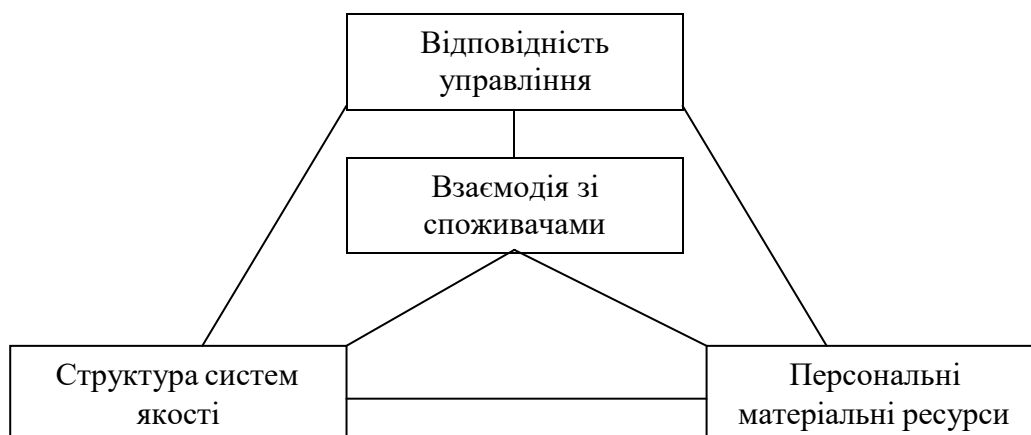 Відповідність
управління
Взаємодія зі
споживачами
Структура систем
якості
Персональні
матеріальні ресурси